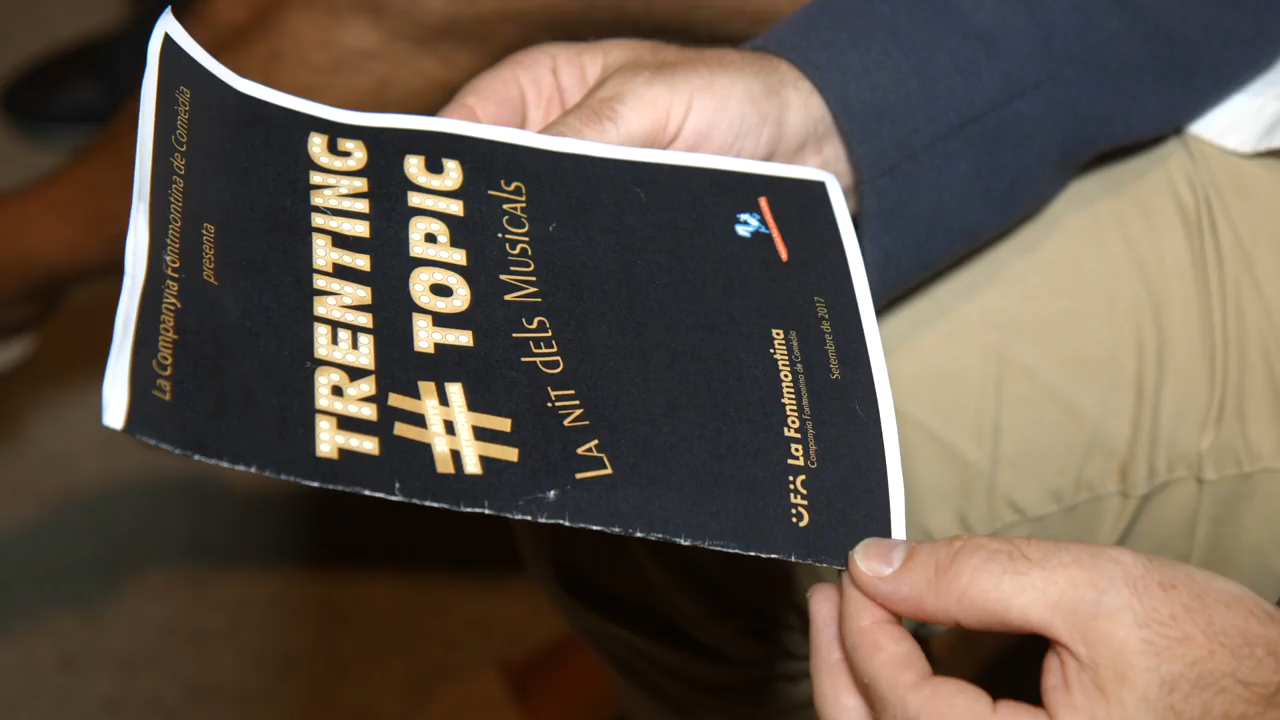 La Companyia Fontmontina de Comèdia
presenta
TRENTING
# TOPIC
LA NiT dELS MUSiCALS
La Fontmontina
Companyia Fontmontina de Comèdia
Setembre de 2017